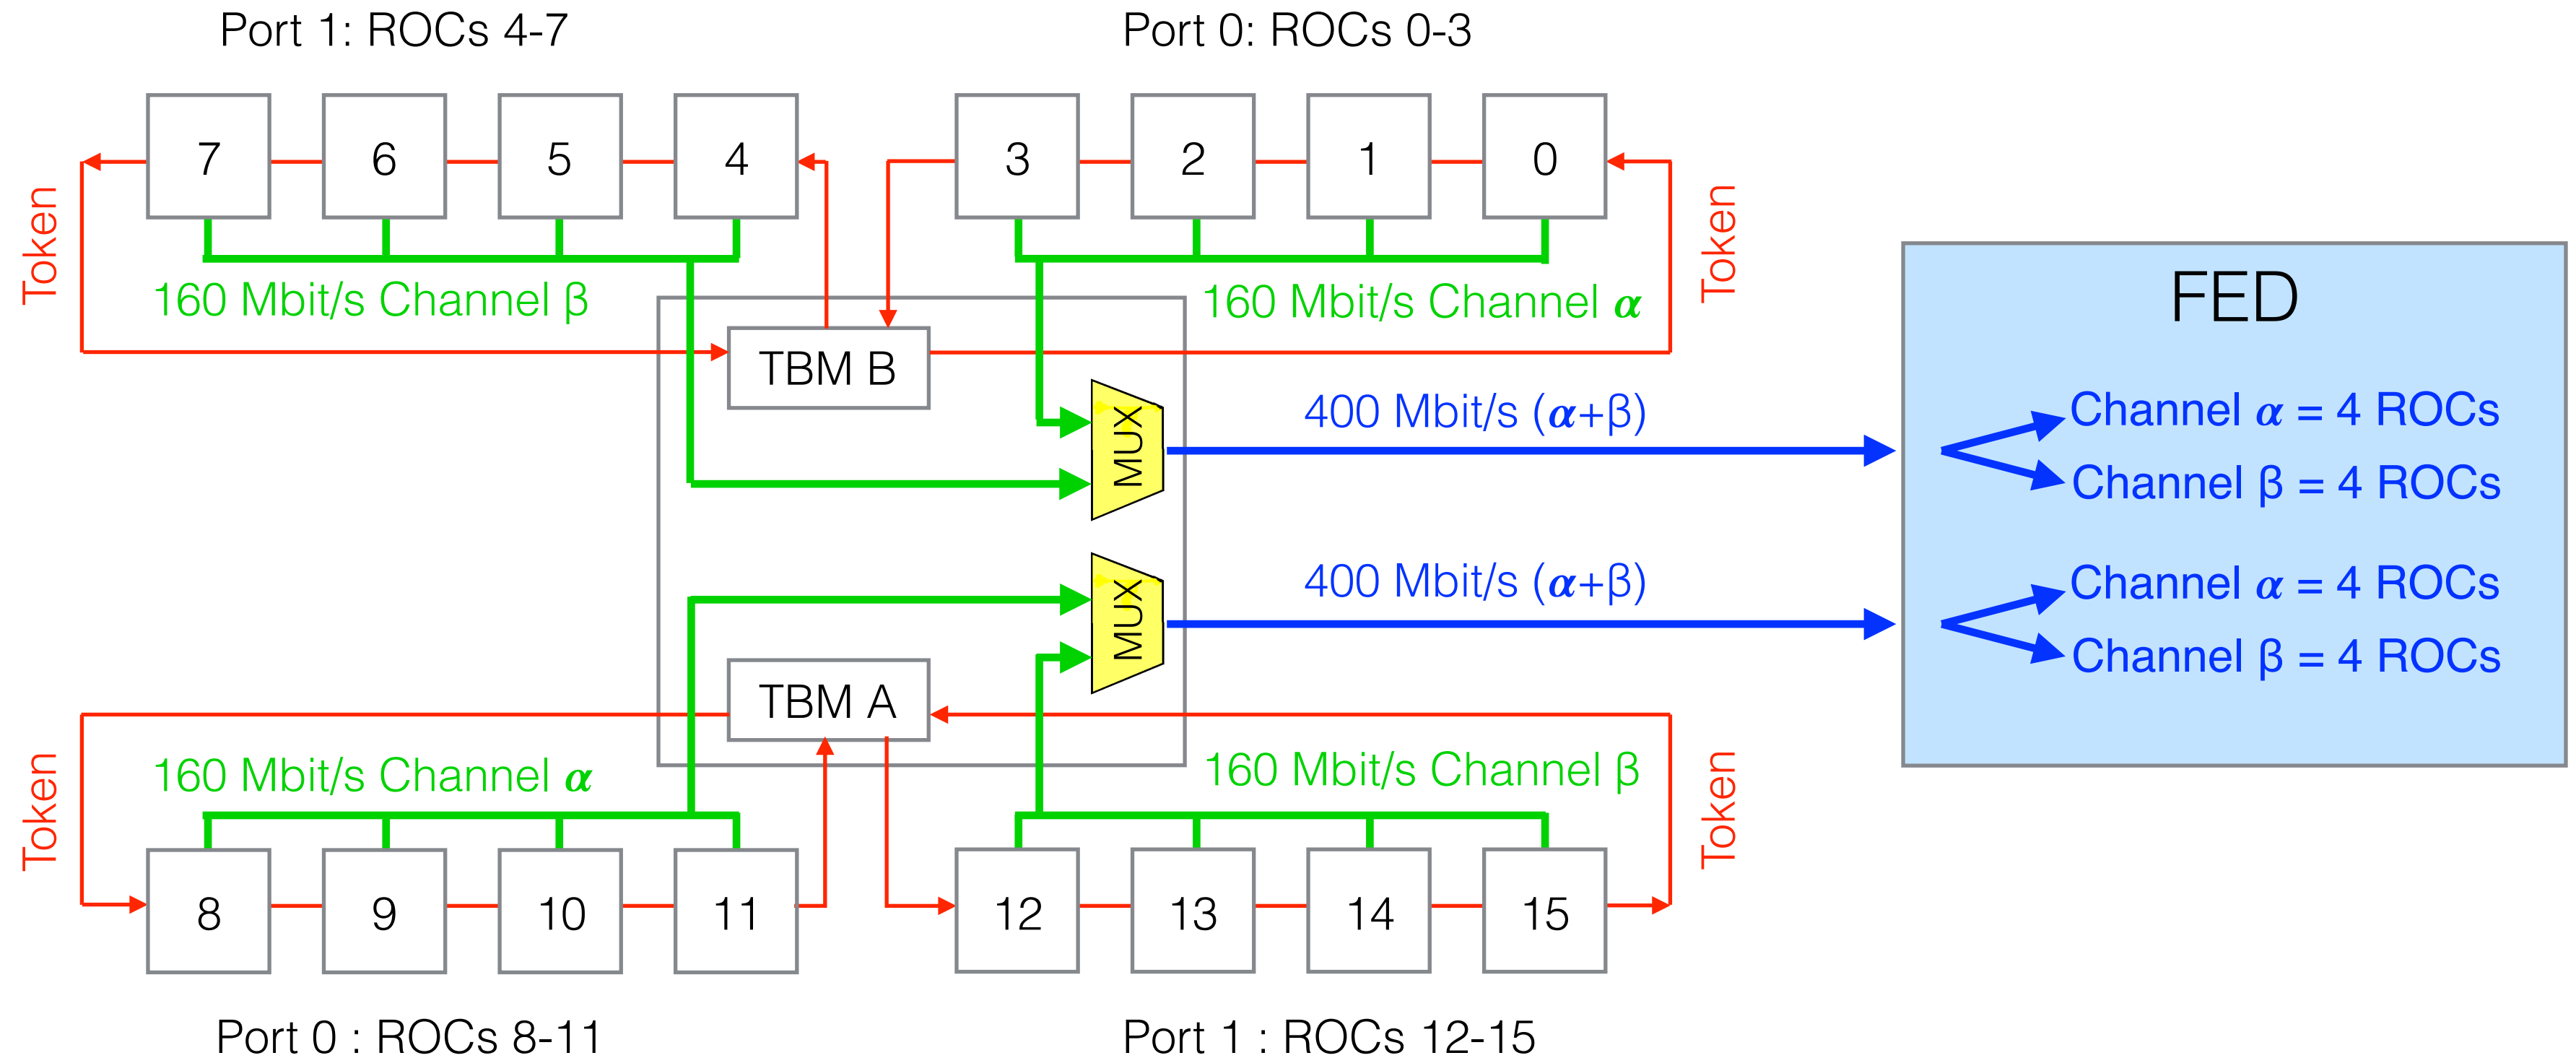 Port 1: ROCs 4-7
Port 0: ROCs 0-3
7
6
5
4
3
2
1
0
Token
Token
160 Mbit/s Channel β
160 Mbit/s Channel α
TBM B
MUX
400 Mbit/s (α+β)
FED
Channel α = 4 ROCs
Channel β = 4 ROCs
MUX
400 Mbit/s (α+β)
Channel α = 4 ROCs
Channel β = 4 ROCs
TBM A
160 Mbit/s Channel α
160 Mbit/s Channel β
Token
Token
8
9
10
11
12
13
14
15
Port 0 : ROCs 8-11
Port 1 : ROCs 12-15